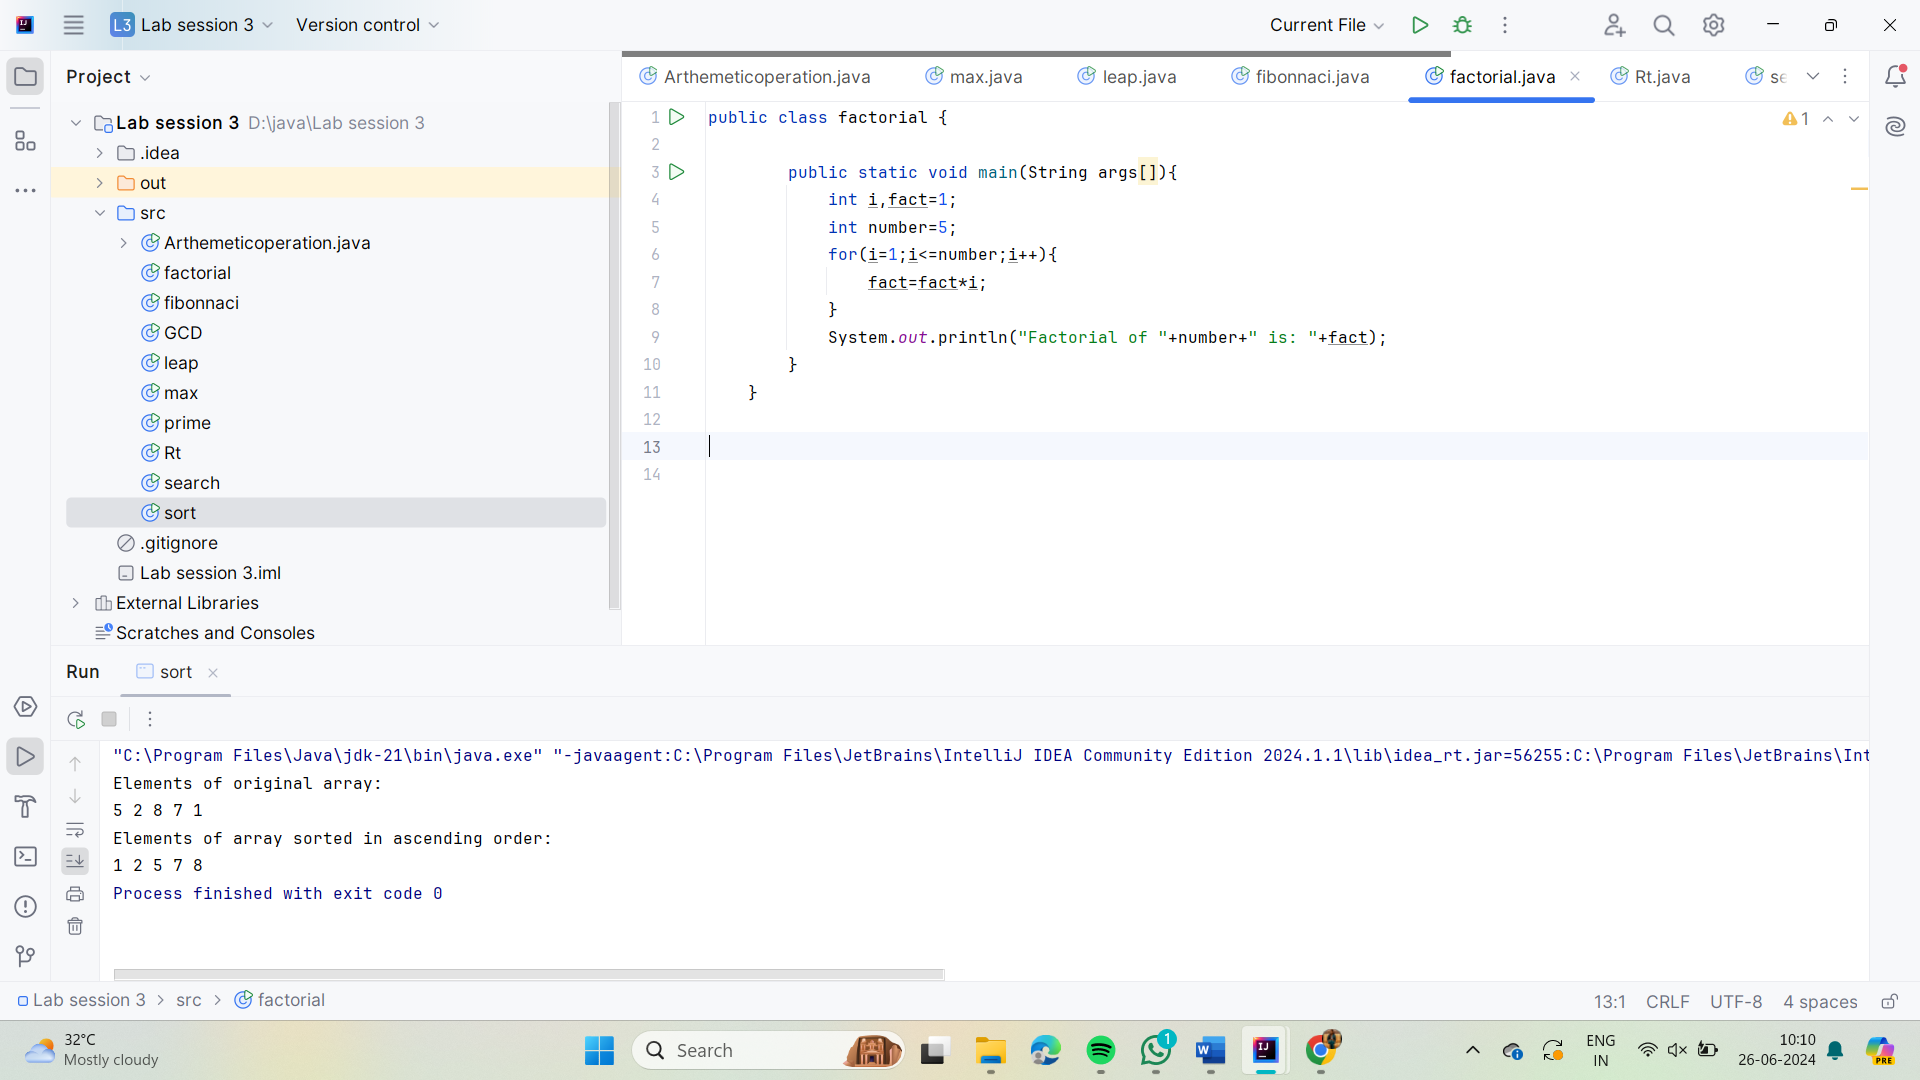 L3 Lab session 3 Version control Current File
Project
Arthemeticoperation.java max.java leap.java fibonnaci.java factorial.java Rt.java
Lab session 3 D:\java\Lab session 3
.idea
out
src
Arthemeticoperation.java
factorial
fibonnaci
GCD
leap
max
prime
Rt
search
sort
.gitignore
Lab session 3.iml
External Libraries
Scratches and Consoles
1 public class factorial {
2
3 public static void main(String args[]){
4 int i,fact=1;
5 int number=5;
6 for(i=1;i<=number;i++){
7 fact=fact*i;
8 }
9 System.out.println("Factorial of "+number+" is: "+fact);
10 }
11 }
12
13
14
1
Run sort
"C:\Program Files\Java\jdk-21\bin\java.exe" "-javaagent:C:\Program Files\JetBrains\IntelliJ IDEA Community Edition 2024.1.1\lib\idea_rt.jar=56255:C:\Program Files\JetBrains\Int
Elements of original array:
5 2 8 7 1
Elements of array sorted in ascending order:
1 2 5 7 8
Process finished with exit code 0
Lab session 3 > src > factorial
13:1 CRLF UTF-8 4 spaces
32°C
Mostly cloudy
Search
1
ENG
IN
10:10
26-06-2024
PRE